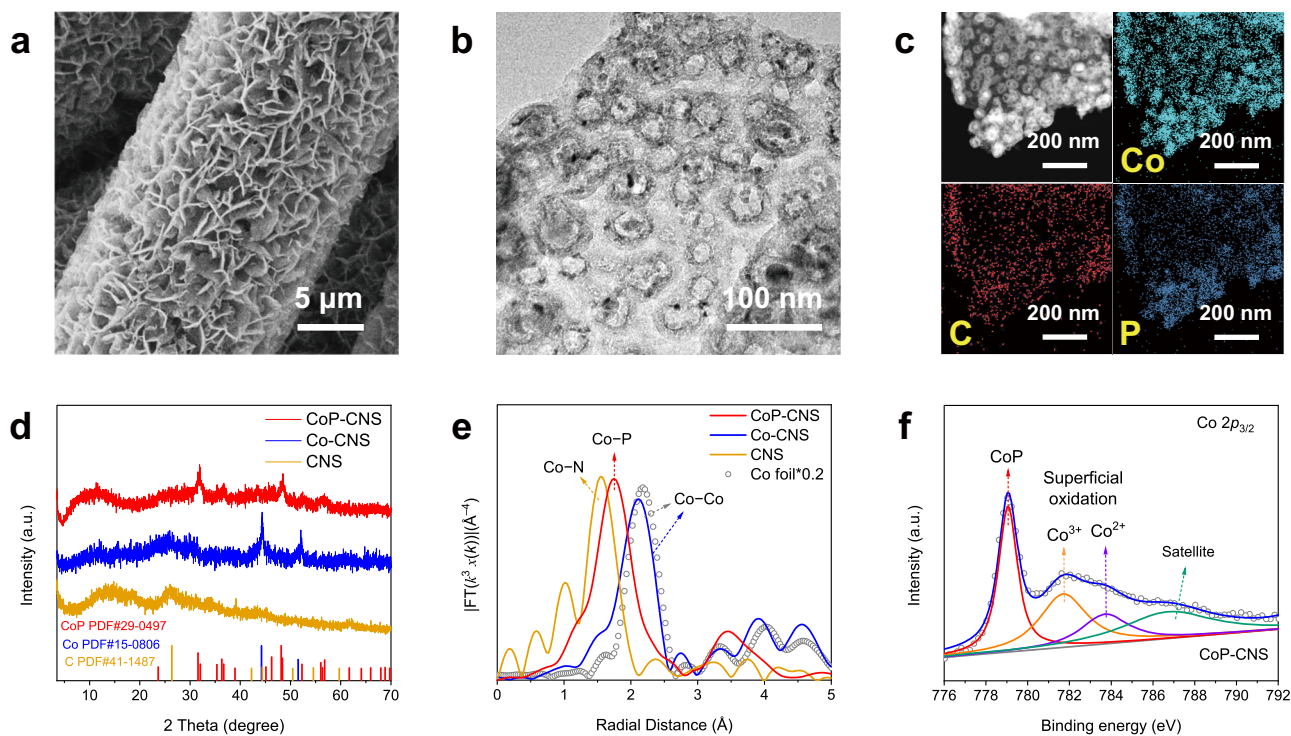 a
5 µm
b
100 nm
c
200 nm
Co
200 nm
C
200 nm
P
200 nm
d
CoP-CNS
Co-CNS
CNS
CoP PDF#29-0497
Co PDF#15-0806
C PDF#41-1487
Intensity (a.u.)
10 20 30 40 50 60 70
2 Theta (degree)
e
CoP-CNS
Co-CNS
CNS
Co foil*0.2
Co−P
Co−N
Co−Co
|FT(k³ x(k))|(Å⁻⁴)
0 1 2 3 4 5
Radial Distance (Å)
f
Co 2p₃/₂
CoP
Superficial
oxidation
Co³⁺
Co²⁺
Satellite
CoP-CNS
Intensity (a.u.)
776 778 780 782 784 786 788 790 792
Binding energy (eV)